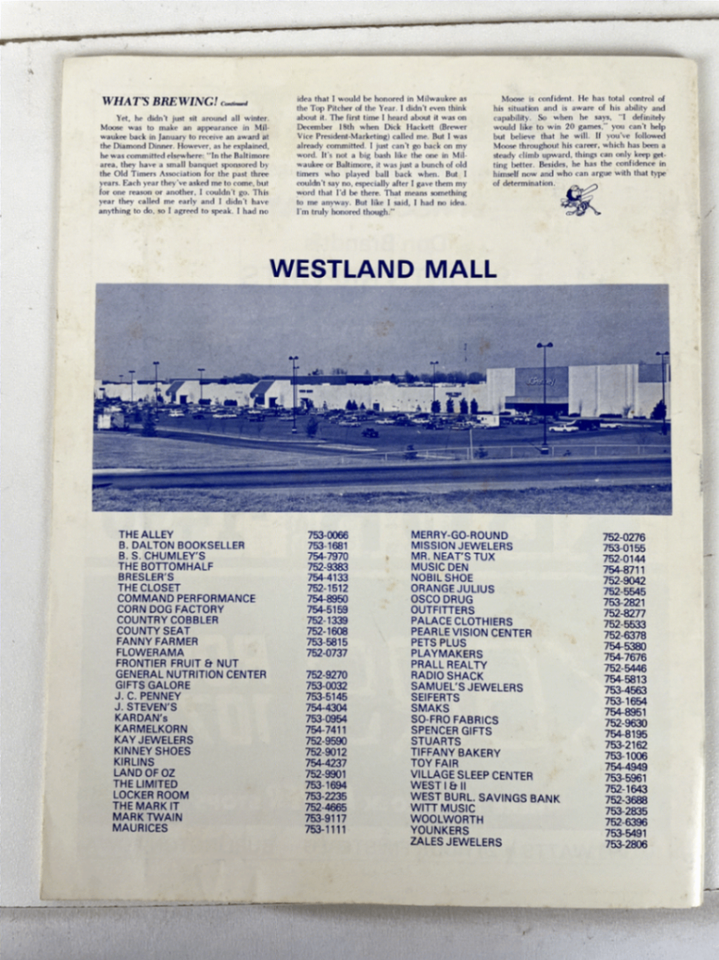 WHAT'S BREWING! Continued
Yet, he didn't just sit around all winter.
Moose was to make an appearance in Mil-
waukee back in January to receive an award at
the Diamond Dinner. However, as he explained,
he was committed elsewhere: "In the Baltimore
area, they have a small banquet sponsored by
the Old Timers Association for the past three
years. Each year they've asked me to come, but
for one reason or another, I couldn't go. This
year they called me early and I didn't have
anything to do, so I agreed to speak. I had no
idea that I would be honored in Milwaukee as
the Top Pitcher of the Year. I didn't even think
about it. The first time I heard about it was on
December 18th when Dick Hackett (Brewer
Vice President-Marketing) called me. But I was
already committed. I just can't go back on my
word. It's not a big bash like the one in Mil-
waukee or Baltimore, it was just a bunch of old
timers who played ball back when. But I
couldn't say no, especially after I gave them my
word that I'd be there. That means something
to me anyway. But like I said, I had no idea.
I'm truly honored though."
Moose is confident. He has total control of
his situation and is aware of his ability and
capability. So when he says, "I definitely
would like to win 20 games," you can't help
but believe that he will. If you've followed
Moose throughout his career, which has been a
steady climb upward, things can only keep get-
ting better. Besides, he has the confidence in
himself now and who can argue with that type
of determination.
WESTLAND MALL
THE ALLEY 753-0066
B. DALTON BOOKSELLER 753-1681
B. S. CHUMLEY'S 754-7970
THE BOTTOMHALF 752-9383
BRESLER'S 754-4133
THE CLOSET 752-1512
COMMAND PERFORMANCE 754-8950
CORN DOG FACTORY 754-5159
COUNTRY COBBLER 752-1339
COUNTY SEAT 752-1608
FANNY FARMER 753-5815
FLOWERAMA 752-0737
FRONTIER FRUIT & NUT
GENERAL NUTRITION CENTER 752-9270
GIFTS GALORE 753-0032
J. C. PENNEY 753-5145
J. STEVEN'S 754-4304
KARDAN's 753-0954
KARMELKORN 754-7411
KAY JEWELERS 752-9590
KINNEY SHOES 752-9012
KIRLINS 754-4237
LAND OF OZ 752-9901
THE LIMITED 753-1694
LOCKER ROOM 753-2235
THE MARK IT 752-4665
MARK TWAIN 753-9117
MAURICES 753-1111
MERRY-GO-ROUND 752-0276
MISSION JEWELERS 753-0155
MR. NEAT'S TUX 752-0144
MUSIC DEN 754-8711
NOBIL SHOE 752-9042
ORANGE JULIUS 752-5545
OSCO DRUG 753-2821
OUTFITTERS 752-8277
PALACE CLOTHIERS 752-5533
PEARLE VISION CENTER 752-6378
PETS PLUS 754-5380
PLAYMAKERS 754-7676
PRALL REALTY 752-5446
RADIO SHACK 754-5813
SAMUEL'S JEWELERS 753-4563
SEIFERTS 753-1654
SMAKS 754-8951
SO-FRO FABRICS 752-9630
SPENCER GIFTS 754-8195
STUARTS 753-2162
TIFFANY BAKERY 753-1006
TOY FAIR 754-4949
VILLAGE SLEEP CENTER 753-5961
WEST I & II 752-1643
WEST BURL. SAVINGS BANK 752-3688
WITT MUSIC 753-2835
WOOLWORTH 752-6396
YOUNKERS 753-5491
ZALES JEWELERS 753-2806